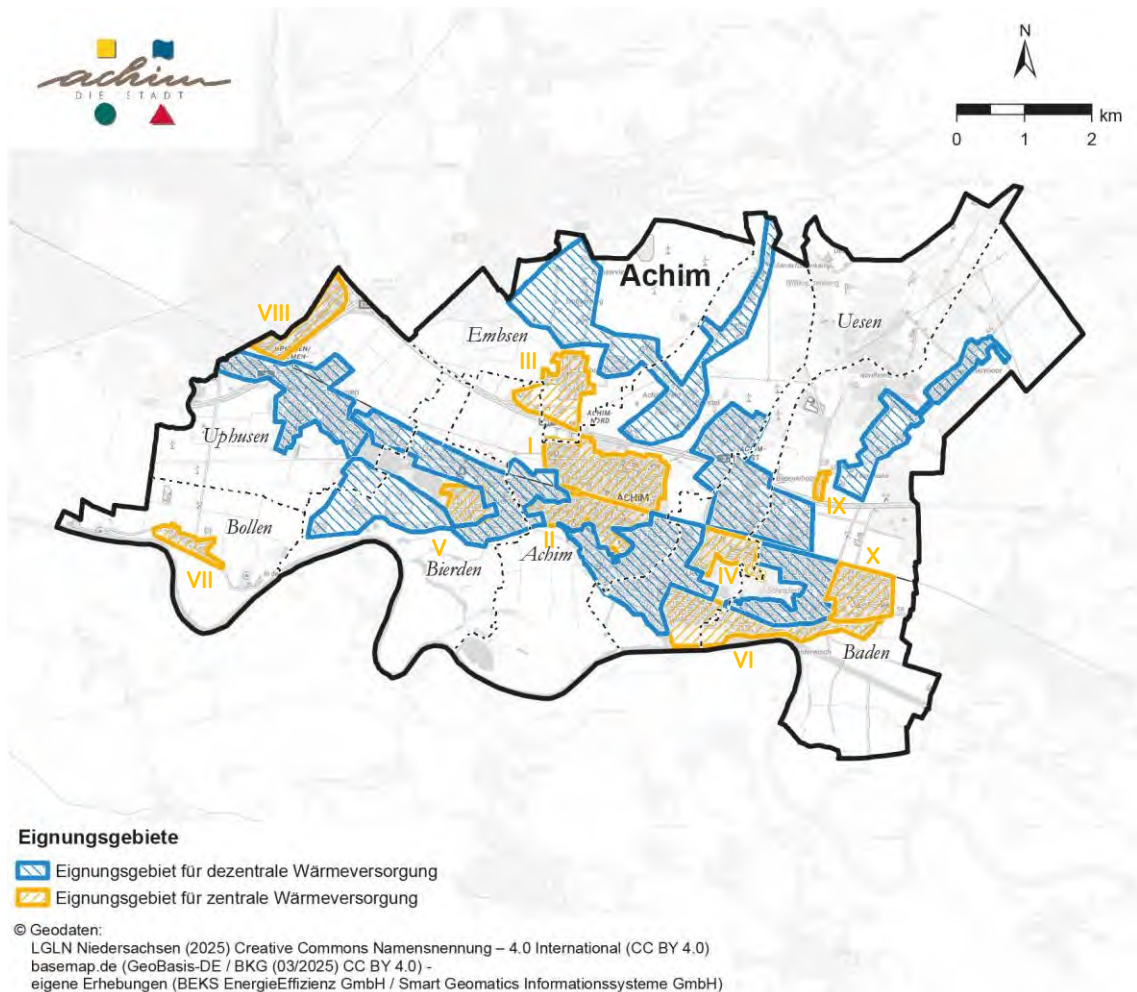 achim
DIE STADT
N
0 1 2 km
Achim
VIII
Embsen
Uesen
III
ACHIM-
NORD
Uphusen
I
ACHIM
IX
Bollen
II
X
V
Achim
IV
Bierden
VII
VI
Baden
Eignungsgebiete
Eignungsgebiet für dezentrale Wärmeversorgung
Eignungsgebiet für zentrale Wärmeversorgung
© Geodaten:
LGLN Niedersachsen (2025) Creative Commons Namensnennung – 4.0 International (CC BY 4.0)
basemap.de (GeoBasis-DE / BKG (03/2025) CC BY 4.0) -
eigene Erhebungen (BEKS EnergieEffizienz GmbH / Smart Geomatics Informationssysteme GmbH)